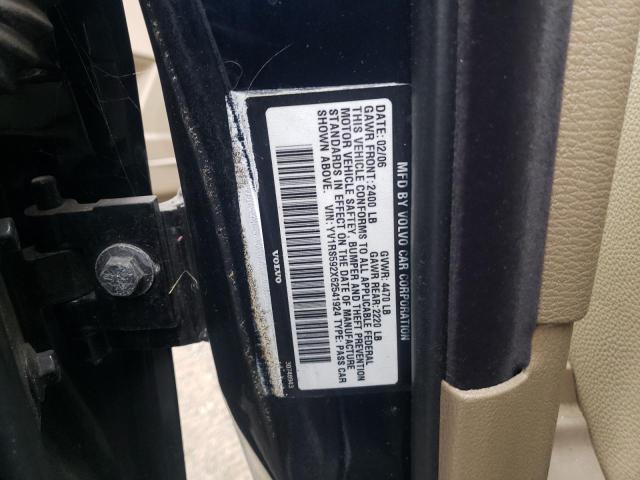 MFD BY VOLVO CAR CORPORATION
DATE: 02/06 GVWR: 4470 LB
GAWR FRONT: 2400 LB GAWR REAR: 2220 LB
THIS VEHICLE CONFORMS TO ALL APPLICABLE FEDERAL
MOTOR VEHICLE SAFTEY, BUMPER AND THEFT PREVENTION
STANDARDS IN EFFECT ON THE DATE OF MANUFACTURE
SHOWN ABOVE. VIN: YV1RS592X62541924 TYPE: PASS CAR
VOLVO 30746943